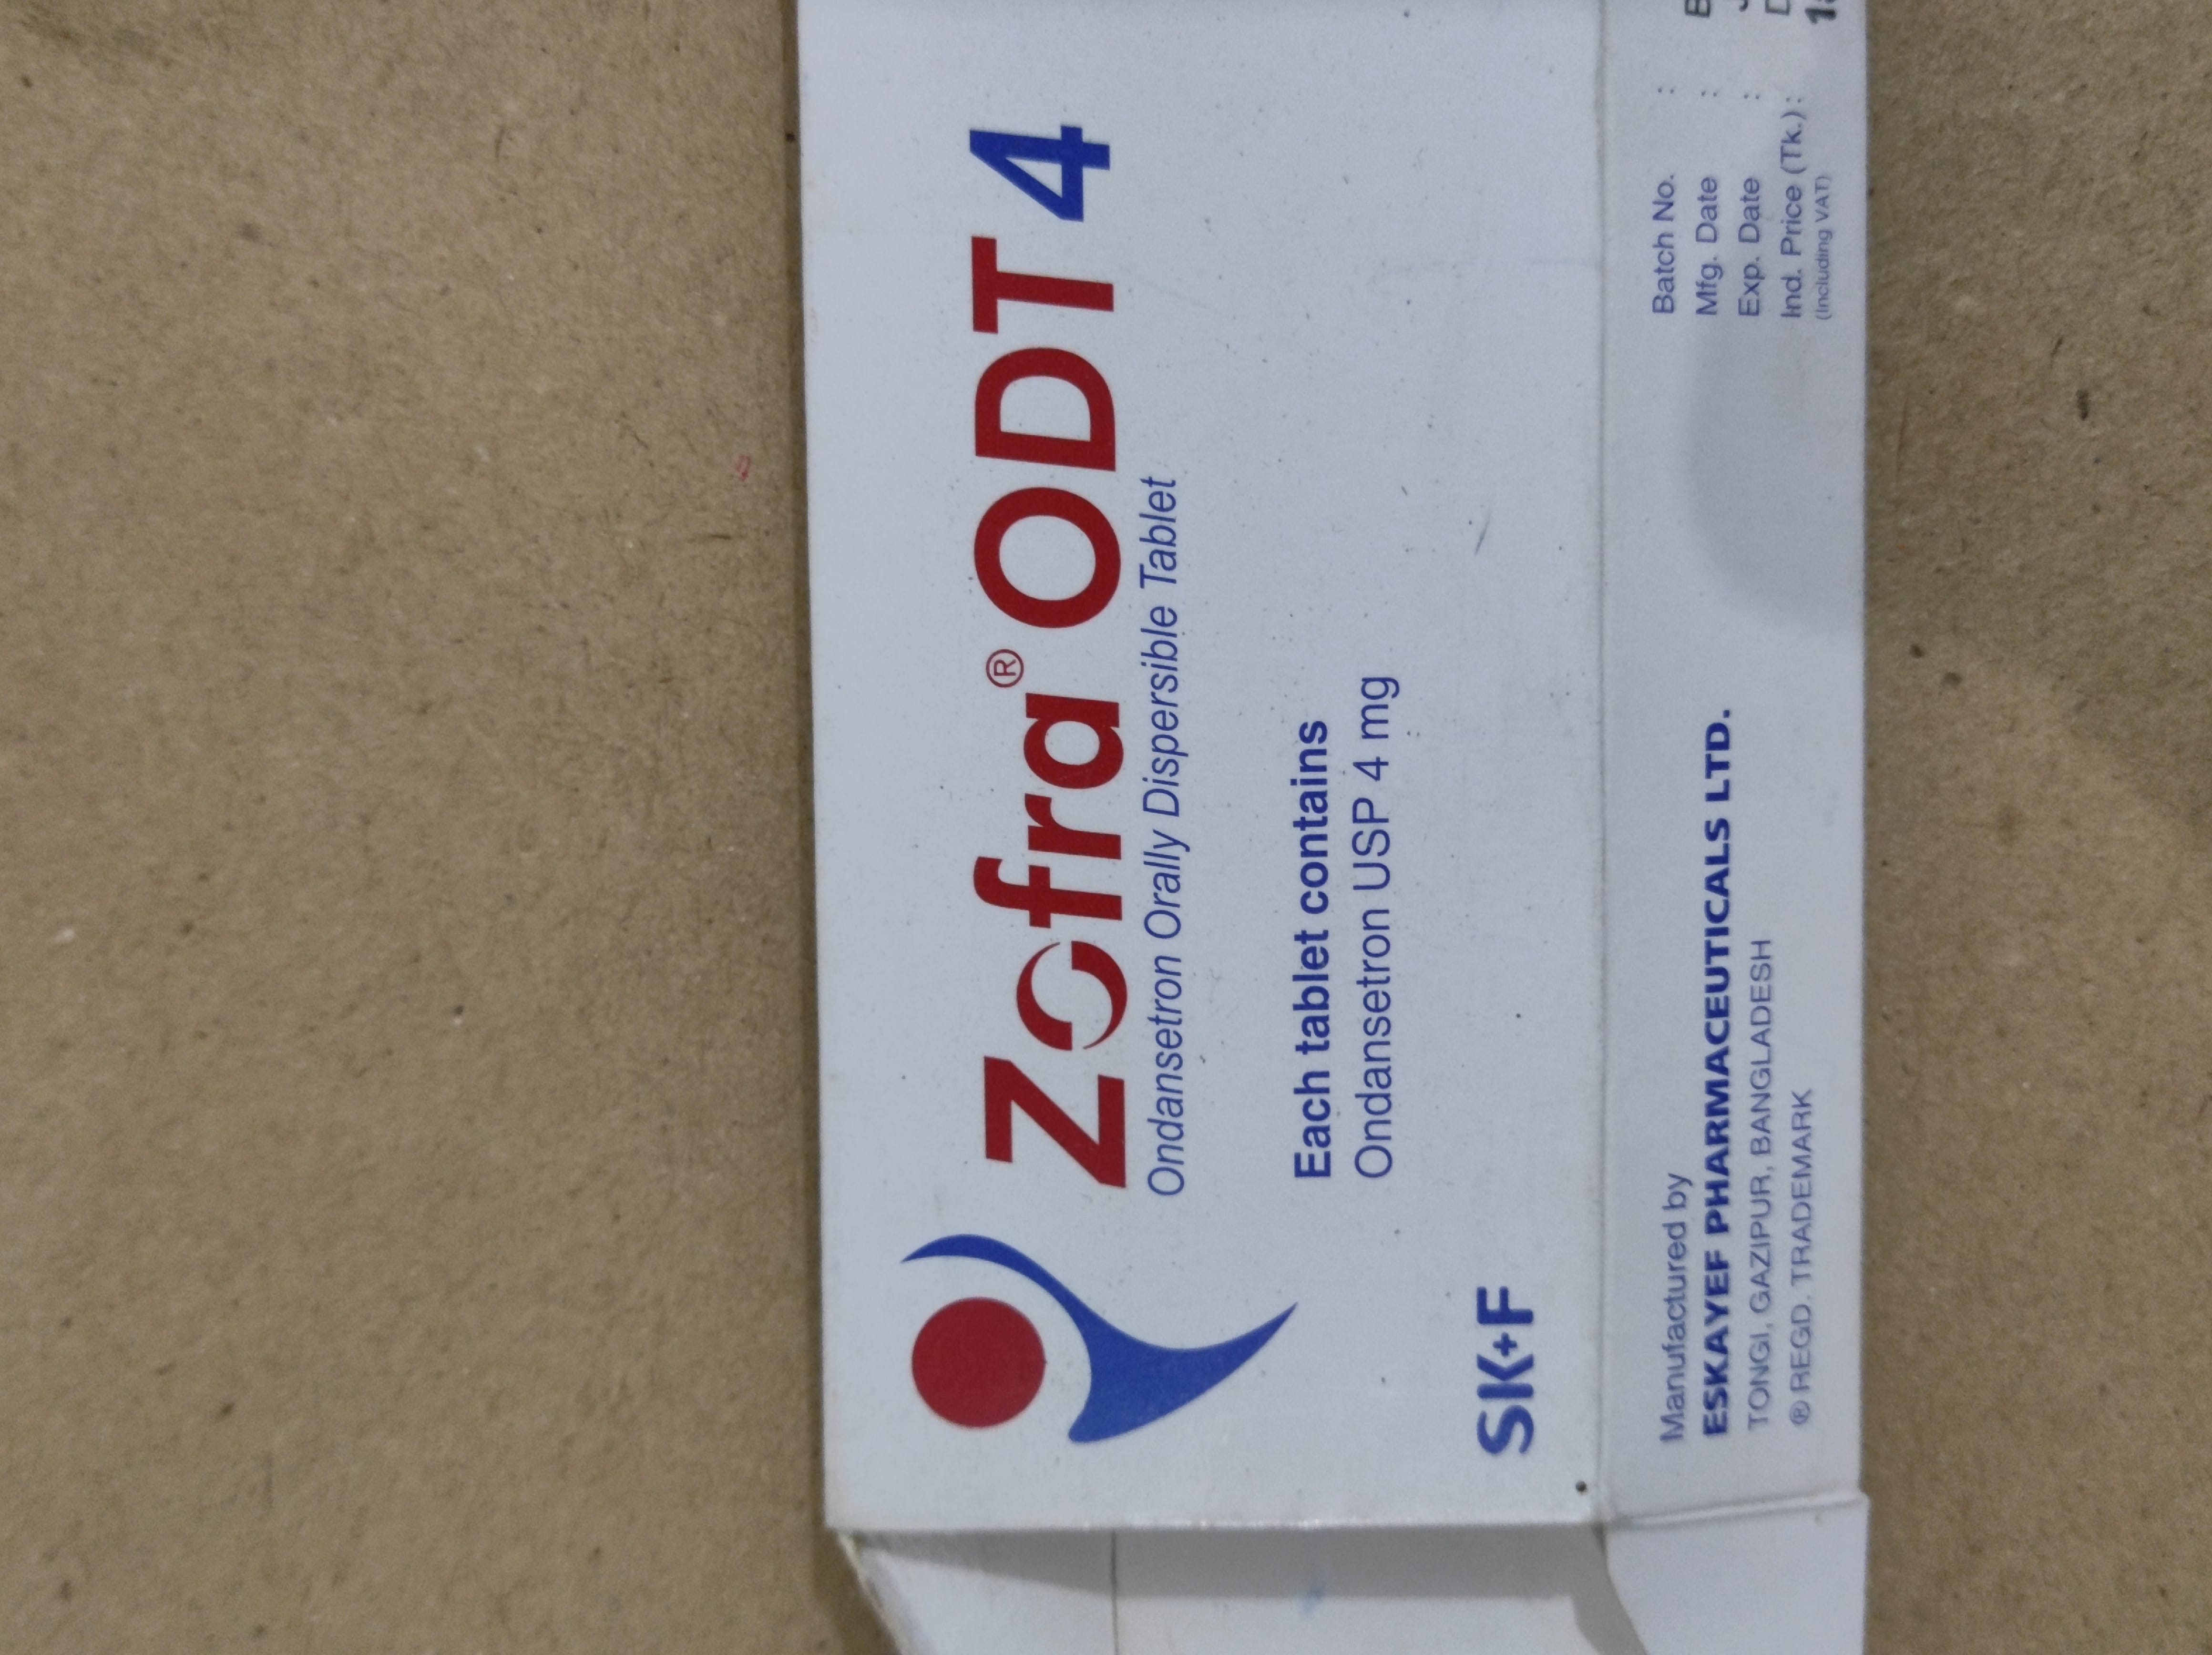 Zofra® ODT 4
Ondansetron Orally Dispersible Tablet
Each tablet contains
Ondansetron USP 4 mg
SK+F
Manufactured by
ESKAYEF PHARMACEUTICALS LTD.
TONGI, GAZIPUR, BANGLADESH
® REGD. TRADEMARK
Batch No. :
Mfg. Date :
Exp. Date :
Ind. Price (Tk.) :
(Including VAT)